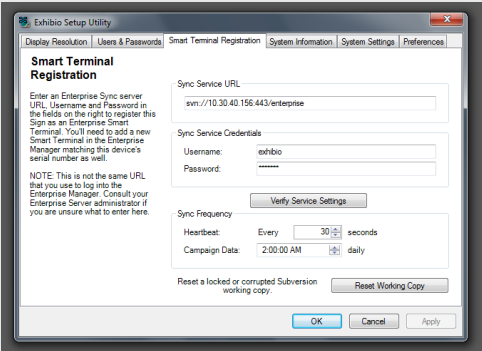 Exhibio Setup Utility
Display Resolution
Users & Passwords
Smart Terminal Registration
System Information
System Settings
Preferences
Smart Terminal
Registration
Enter an Enterprise Sync server
URL, Username and Password in
the fields on the right to register this
Sign as an Enterprise Smart
Terminal. You'll need to add a new
Smart Terminal in the Enterprise
Manager matching this device's
serial number as well.
NOTE: This is not the same URL
that you use to log into the
Enterprise Manager. Consult your
Enterprise Server administrator if
you are unsure what to enter here.
Sync Service URL
svn://10.30.40.156:443/enterprise
Sync Service Credentials
Username: exhibio
Password: *******
Verify Service Settings
Sync Frequency
Heartbeat: Every 30 seconds
Campaign Data: 2:00:00 AM daily
Reset a locked or corrupted Subversion
working copy.
Reset Working Copy
OK
Cancel
Apply